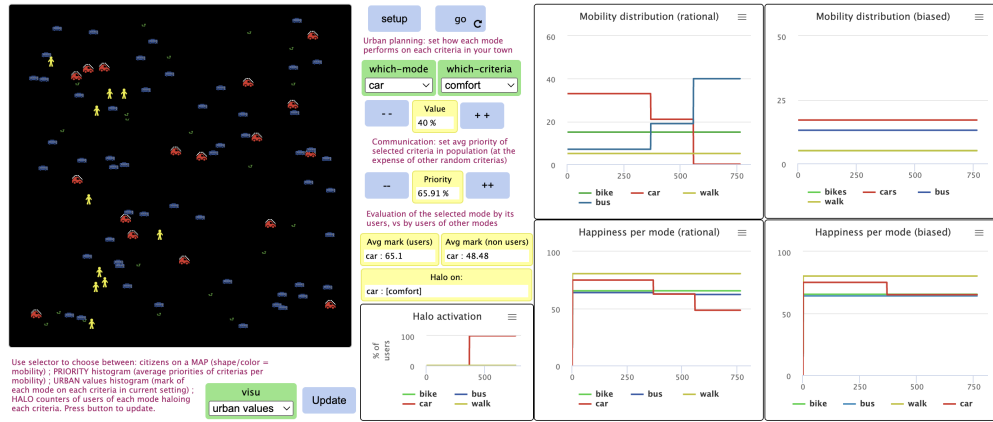 setup
go
Urban planning: set how each mode
performs on each criteria in your town
which-mode
car
which-criteria
comfort
- -
Value
40 %
+ +
Communication: set avg priority of
selected criteria in population (at the
expense of other random criterias)
--
Priority
65.91 %
++
Evaluation of the selected mode by its
users, vs by users of other modes
Avg mark (users)
car : 65.1
Avg mark (non users)
car : 48.48
Halo on:
car : [comfort]
Halo activation
% of
users
100
0
0
500
bike
bus
car
walk
Use selector to choose between: citizens on a MAP (shape/color =
mobility) ; PRIORITY histogram (average priorities of criterias per
mobility) ; URBAN values histogram (mark of
each mode on each criteria in current setting) ;
HALO counters of users of each mode haloing
each criteria. Press button to update.
visu
urban values
Update
Mobility distribution (rational)
60
40
20
0
0
250
500
750
bike
car
walk
bus
Mobility distribution (biased)
50
25
0
0
250
500
750
bikes
cars
bus
walk
Happiness per mode (rational)
100
50
0
0
250
500
750
bike
bus
walk
car
Happiness per mode (biased)
100
50
0
0
250
500
750
bike
bus
walk
car